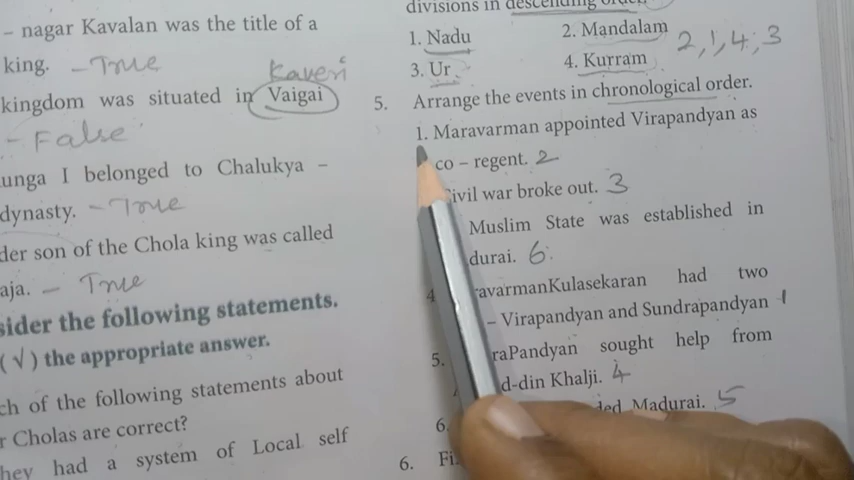 – nagar Kavalan was the title of a
king. – True
Kaveri
kingdom was situated in Vaigai
– False
unga I belonged to Chalukya –
dynasty. – True
der son of the Chola king was called
aja. – True
sider the following statements.
(√) the appropriate answer.
ch of the following statements about
r Cholas are correct?
hey had a system of Local self
divisions in descending order.
1. Nadu 2. Mandalam
3. Ur 4. Kurram
2, 1, 4, 3
5. Arrange the events in chronological order.
1. Maravarman appointed Virapandyan as
co – regent. 2
ivil war broke out. 3
Muslim State was established in
durai. 6
4 avarmanKulasekaran had two
– Virapandyan and Sundrapandyan 1
5. raPandyan sought help from
d-din Khalji. 4
6. ded Madurai. 5
6. Fi